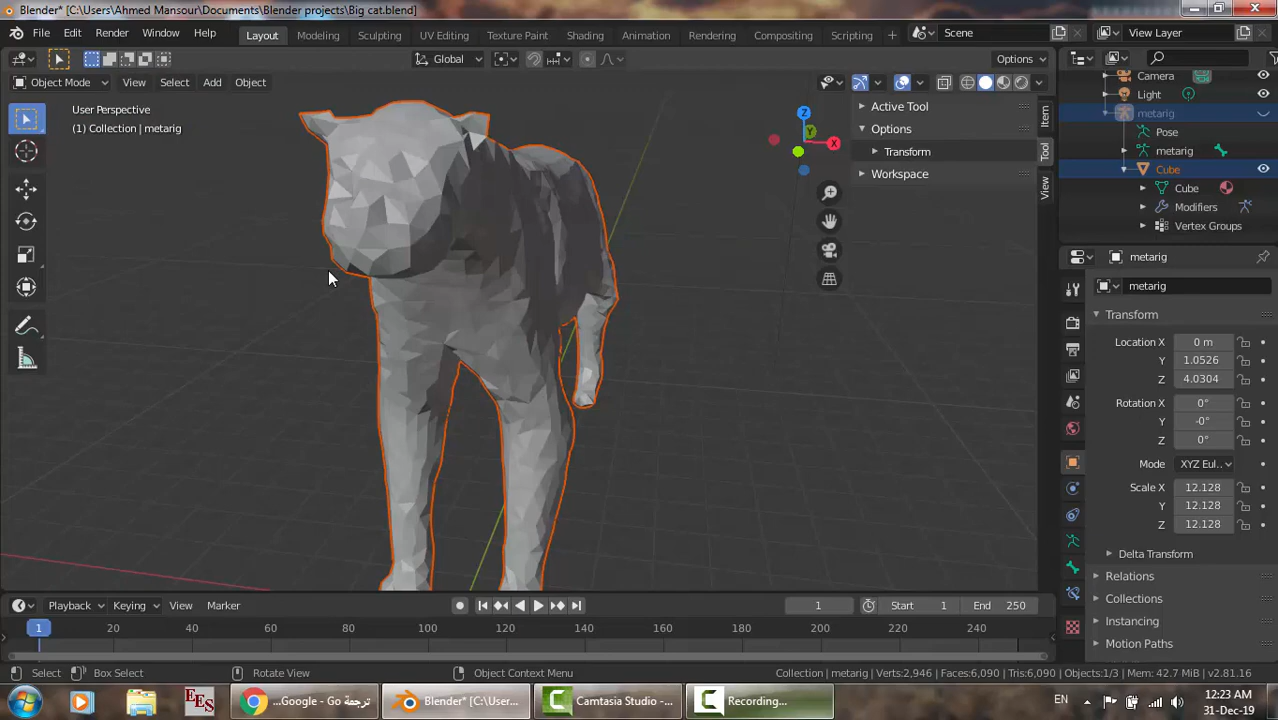 Blender* [C:\Users\Ahmed Mansour\Documents\Blender projects\Big cat.blend]
File Edit Render Window Help Layout Modeling Sculpting UV Editing Texture Paint Shading Animation Rendering Compositing Scripting Scene View Layer
Global Options
Object Mode View Select Add Object
User Perspective
(1) Collection | metarig
Z
Y
X
Active Tool
Options
Transform
Workspace
Item
Tool
View
Camera
Light
metarig
Pose
metarig
Cube
Cube
Modifiers
Vertex Groups
metarig
metarig
Transform
Location X 0 m
Y 1.0526
Z 4.0304
Rotation X 0°
Y -0°
Z 0°
Mode XYZ Eul..
Scale X 12.128
Y 12.128
Z 12.128
Delta Transform
Relations
Collections
Instancing
Motion Paths
Playback Keying View Marker 1 Start 1 End 250
1 20 40 60 80 100 120 140 160 180 200 220 240
Select Box Select Rotate View Object Context Menu Collection | metarig | Verts:2,946 | Faces:6,090 | Tris:6,090 | Objects:1/3 | Mem: 42.7 MiB | v2.81.16
EES ...Google - Go ترجمة Blender* [C:\Us... Camtasia Studio -... Recording... EN 12:23 AM
31-Dec-19